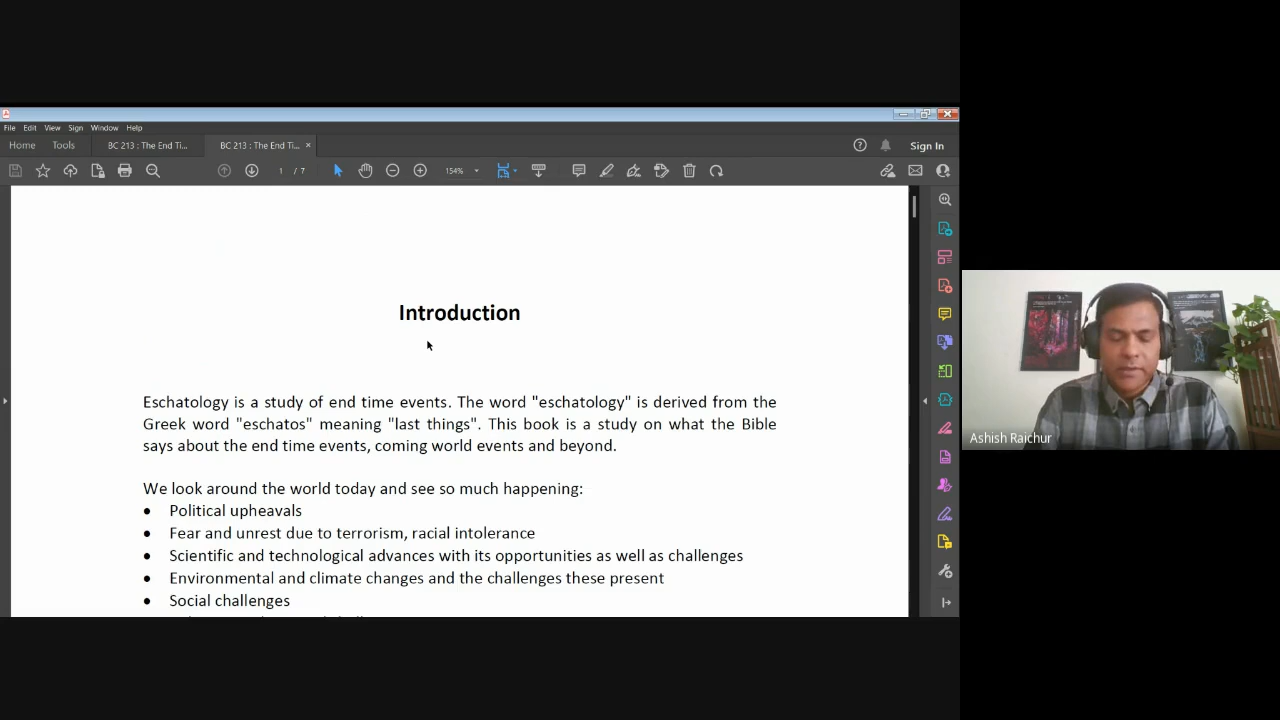 File Edit View Sign Window Help
Home Tools BC 213 : The End Ti... BC 213 : The End Ti... × Sign In
1 / 7 154%
Introduction
Eschatology is a study of end time events. The word "eschatology" is derived from the
Greek word "eschatos" meaning "last things". This book is a study on what the Bible
says about the end time events, coming world events and beyond.
We look around the world today and see so much happening:
• Political upheavals
• Fear and unrest due to terrorism, racial intolerance
• Scientific and technological advances with its opportunities as well as challenges
• Environmental and climate changes and the challenges these present
• Social challenges
Ashish Raichur